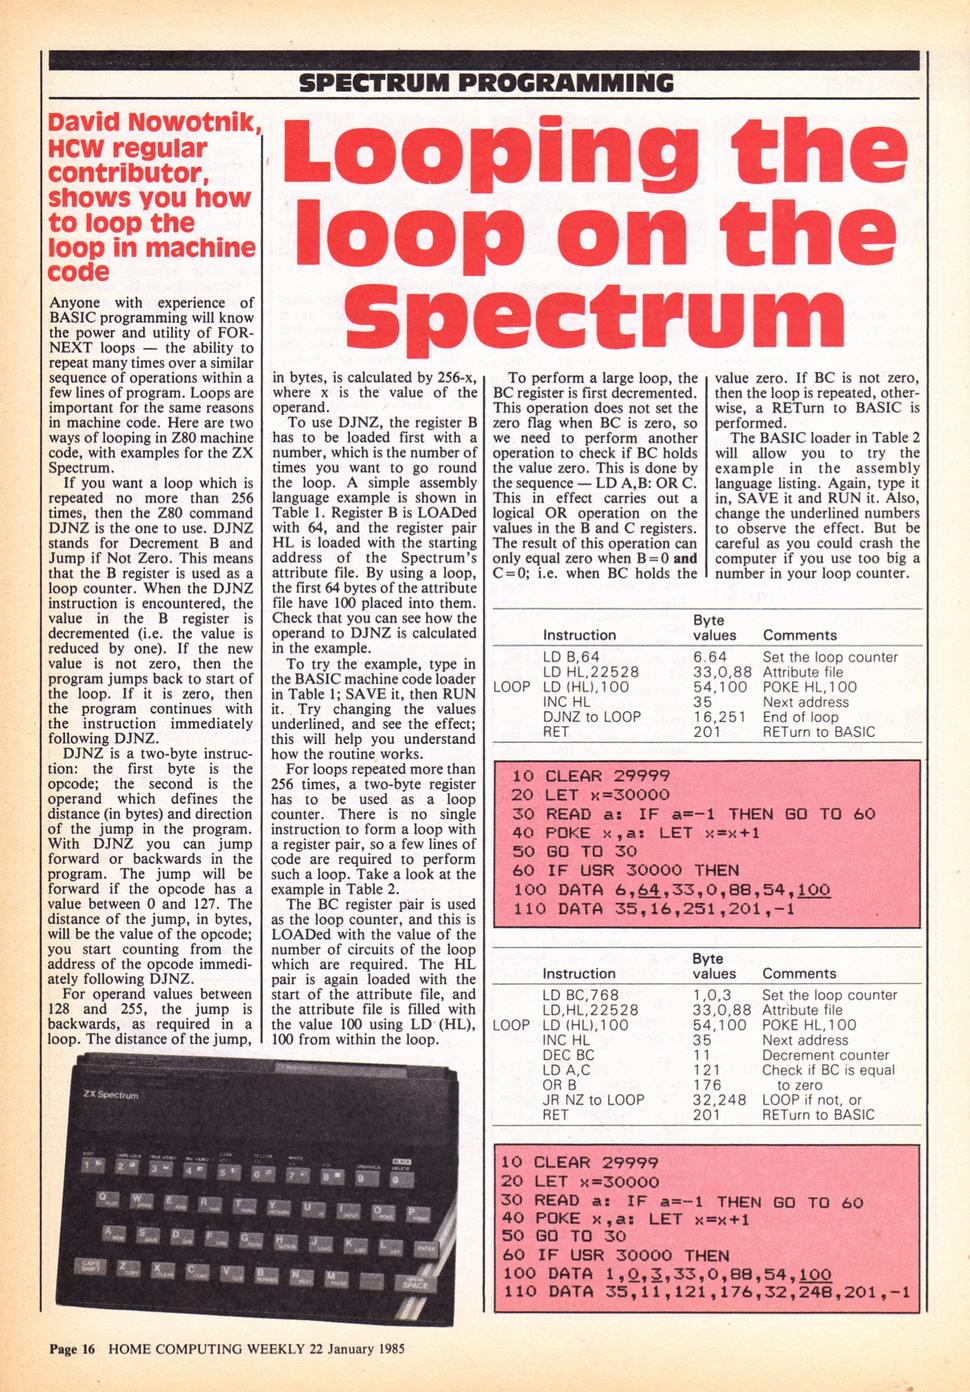 SPECTRUM PROGRAMMING
David Nowotnik,
HCW regular
contributor,
shows you how
to loop the
loop in machine
code
Looping the
loop on the
Spectrum
Anyone with experience of
BASIC programming will know
the power and utility of FOR-
NEXT loops — the ability to
repeat many times over a similar
sequence of operations within a
few lines of program. Loops are
important for the same reasons
in machine code. Here are two
ways of looping in Z80 machine
code, with examples for the ZX
Spectrum.
If you want a loop which is
repeated no more than 256
times, then the Z80 command
DJNZ is the one to use. DJNZ
stands for Decrement B and
Jump if Not Zero. This means
that the B register is used as a
loop counter. When the DJNZ
instruction is encountered, the
value in the B register is
decremented (i.e. the value is
reduced by one). If the new
value is not zero, then the
program jumps back to start of
the loop. If it is zero, then
the program continues with
the instruction immediately
following DJNZ.
DJNZ is a two-byte instruc-
tion: the first byte is the
opcode; the second is the
operand which defines the
distance (in bytes) and direction
of the jump in the program.
With DJNZ you can jump
forward or backwards in the
program. The jump will be
forward if the opcode has a
value between 0 and 127. The
distance of the jump, in bytes,
will be the value of the opcode;
you start counting from the
address of the opcode immedi-
ately following DJNZ.
For operand values between
128 and 255, the jump is
backwards, as required in a
loop. The distance of the jump,
in bytes, is calculated by 256-x,
where x is the value of the
operand.
To use DJNZ, the register B
has to be loaded first with a
number, which is the number of
times you want to go round
the loop. A simple assembly
language example is shown in
Table 1. Register B is LOADed
with 64, and the register pair
HL is loaded with the starting
address of the Spectrum's
attribute file. By using a loop,
the first 64 bytes of the attribute
file have 100 placed into them.
Check that you can see how the
operand to DJNZ is calculated
in the example.
To try the example, type in
the BASIC machine code loader
in Table 1; SAVE it, then RUN
it. Try changing the values
underlined, and see the effect;
this will help you understand
how the routine works.
For loops repeated more than
256 times, a two-byte register
has to be used as a loop
counter. There is no single
instruction to form a loop with
a register pair, so a few lines of
code are required to perform
such a loop. Take a look at the
example in Table 2.
The BC register pair is used
as the loop counter, and this is
LOADed with the value of the
number of circuits of the loop
which are required. The HL
pair is again loaded with the
start of the attribute file, and
the attribute file is filled with
the value 100 using LD (HL),
100 from within the loop.
To perform a large loop, the
BC register is first decremented.
This operation does not set the
zero flag when BC is zero, so
we need to perform another
operation to check if BC holds
the value zero. This is done by
the sequence — LD A,B: OR C.
This in effect carries out a
logical OR operation on the
values in the B and C registers.
The result of this operation can
only equal zero when B=0 and
C=0; i.e. when BC holds the
value zero. If BC is not zero,
then the loop is repeated, other-
wise, a RETurn to BASIC is
performed.
The BASIC loader in Table 2
will allow you to try the
example in the assembly
language listing. Again, type it
in, SAVE it and RUN it. Also,
change the underlined numbers
to observe the effect. But be
careful as you could crash the
computer if you use too big a
number in your loop counter.
Instruction Byte values Comments
LD B,64 6.64 Set the loop counter
LD HL,22528 33,0,88 Attribute file
LOOP LD (HL),100 54,100 POKE HL,100
INC HL 35 Next address
DJNZ to LOOP 16,251 End of loop
RET 201 RETurn to BASIC
10 CLEAR 29999
20 LET x=30000
30 READ a: IF a=-1 THEN GO TO 60
40 POKE x,a: LET x=x+1
50 GO TO 30
60 IF USR 30000 THEN
100 DATA 6,64,33,0,88,54,100
110 DATA 35,16,251,201,-1
Instruction Byte values Comments
LD BC,768 1,0,3 Set the loop counter
LD,HL,22528 33,0,88 Attribute file
LOOP LD (HL),100 54,100 POKE HL,100
INC HL 35 Next address
DEC BC 11 Decrement counter
LD A,C 121 Check if BC is equal
OR B 176 to zero
JR NZ to LOOP 32,248 LOOP if not, or
RET 201 RETurn to BASIC
10 CLEAR 29999
20 LET x=30000
30 READ a: IF a=-1 THEN GO TO 60
40 POKE x,a: LET x=x+1
50 GO TO 30
60 IF USR 30000 THEN
100 DATA 1,0,3,33,0,88,54,100
110 DATA 35,11,121,176,32,248,201,-1
ZX Spectrum
1 2 3 4 5 6 7 8 9 0
Q W E R T Y U I O P
A S D F G H J K L ENTER
CAPS SHIFT Z X C V B N M SPACE
Page 16 HOME COMPUTING WEEKLY 22 January 1985